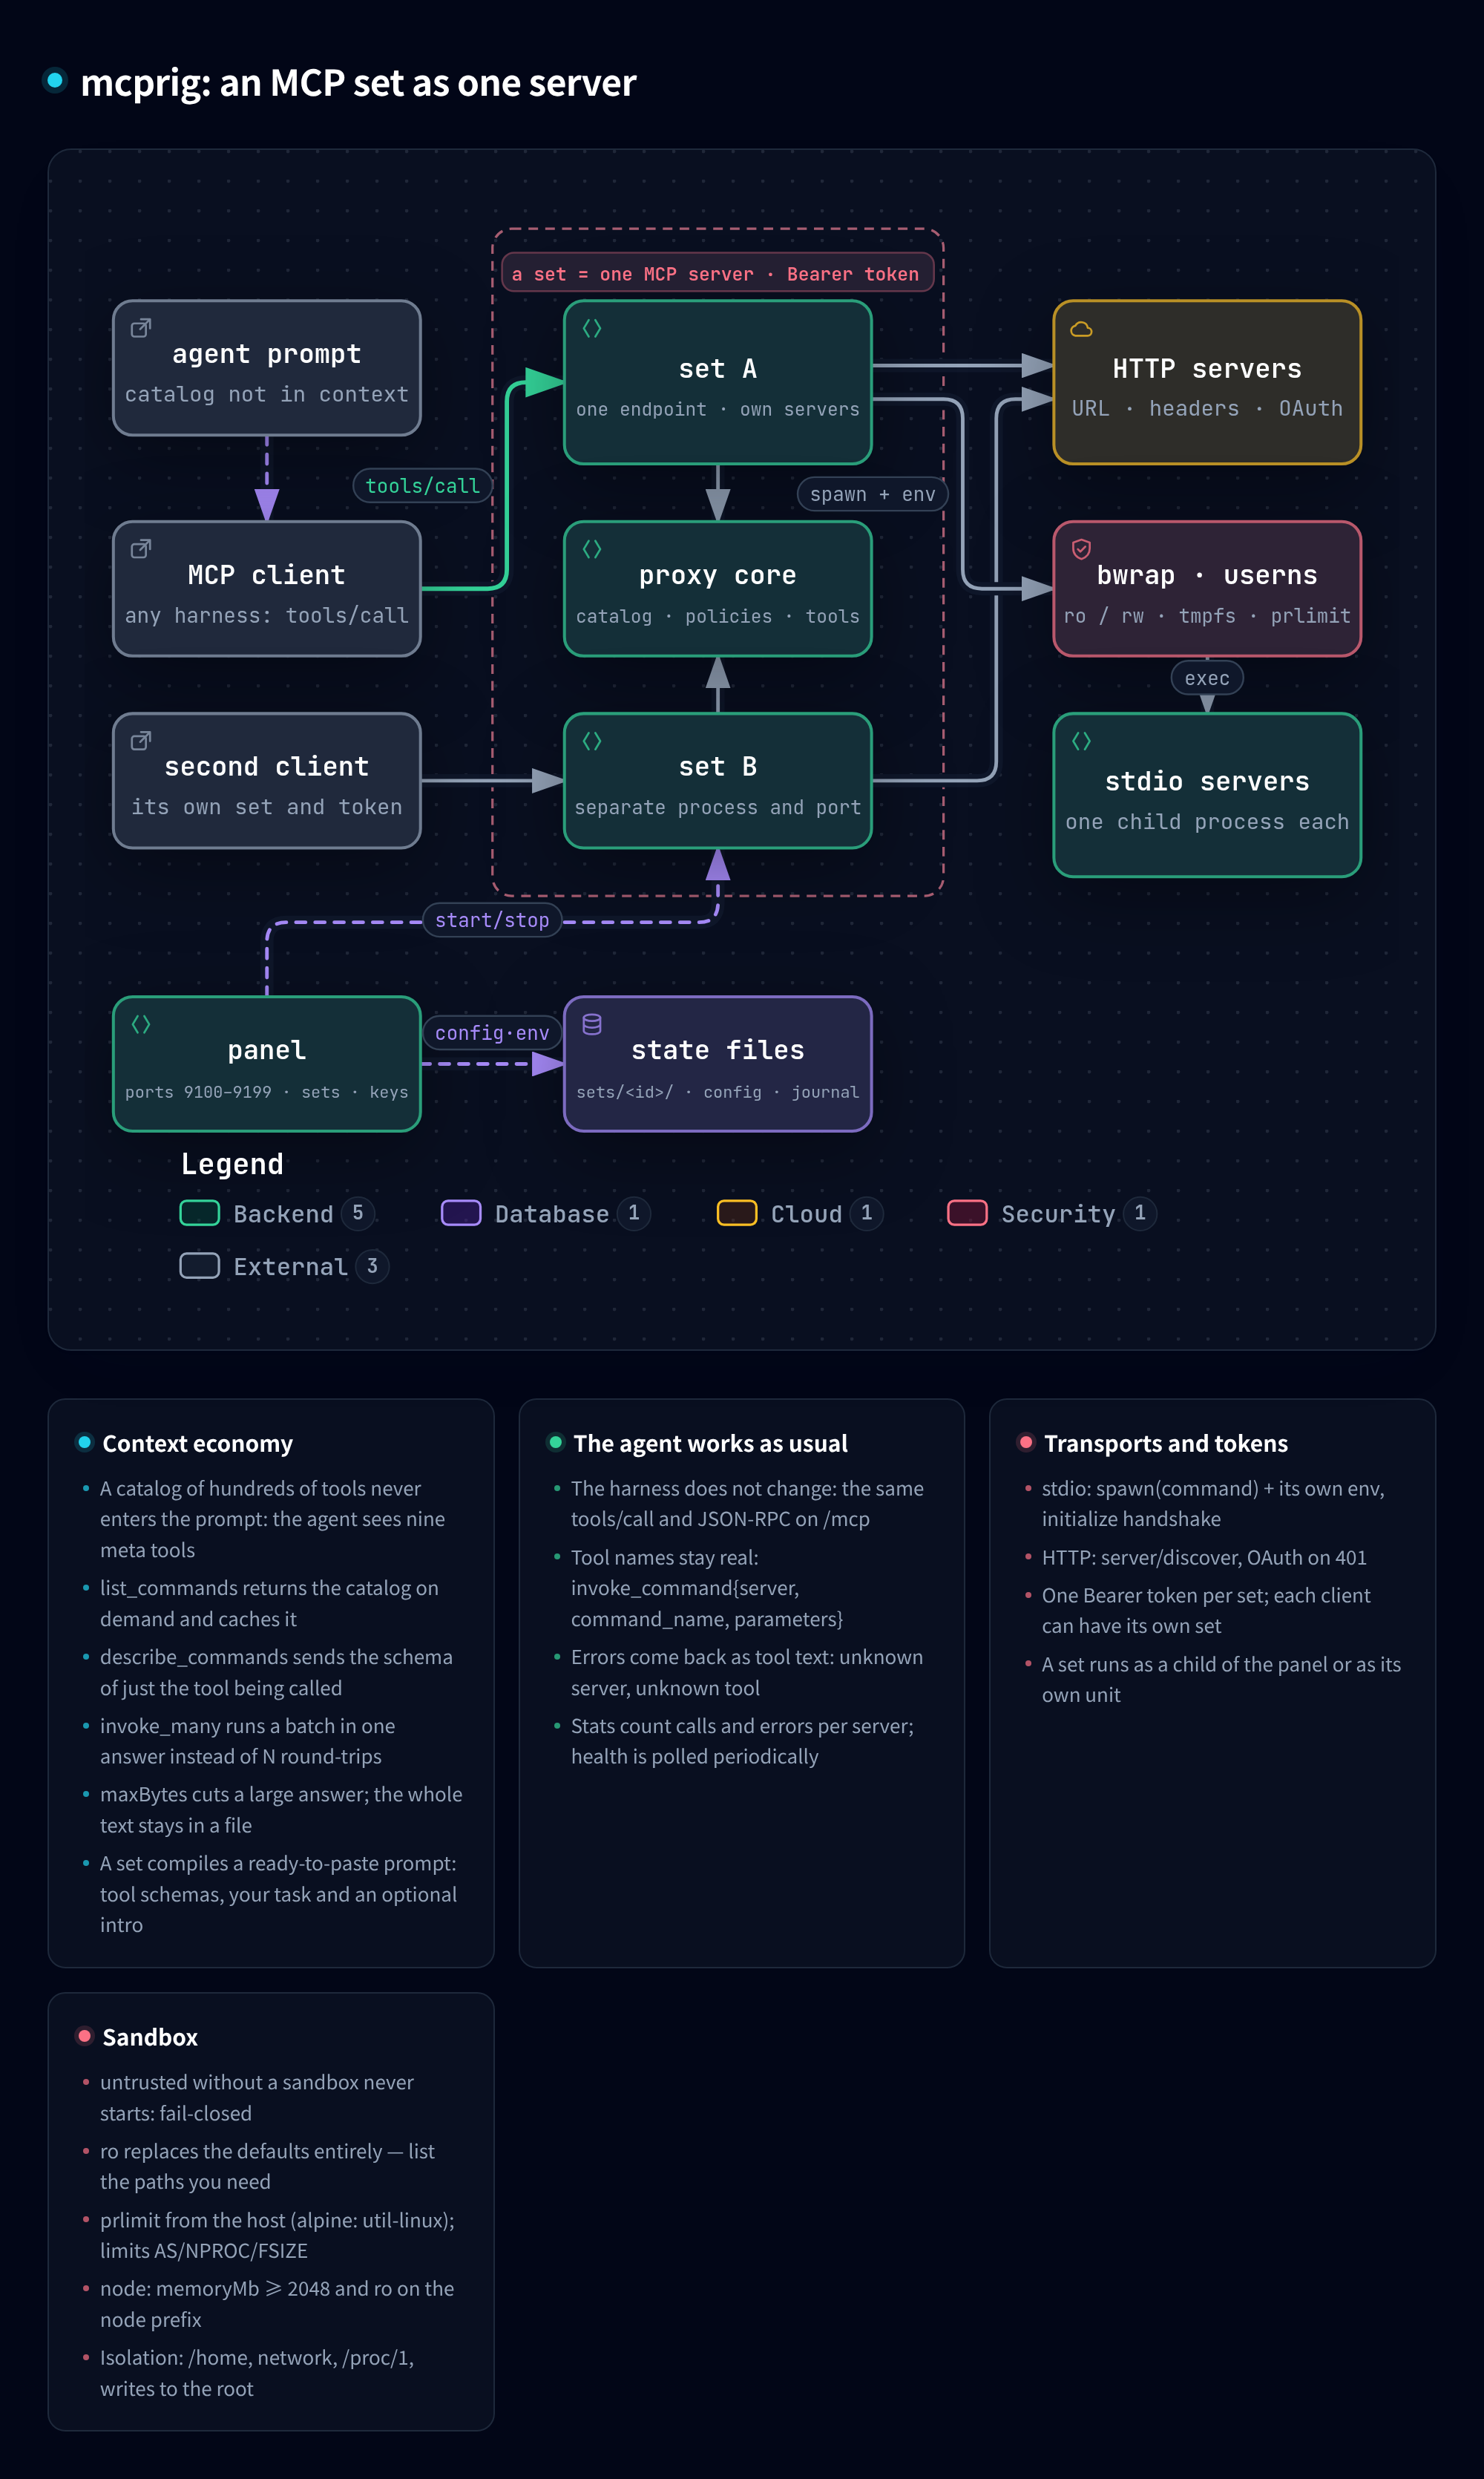 mcprig: an MCP set as one server
a set = one MCP server · Bearer token
agent prompt
catalog not in context
set A
one endpoint · own servers
HTTP servers
URL · headers · OAuth
tools/call
spawn + env
MCP client
any harness: tools/call
proxy core
catalog · policies · tools
bwrap · userns
ro / rw · tmpfs · prlimit
exec
second client
its own set and token
set B
separate process and port
stdio servers
one child process each
start/stop
panel
ports 9100–9199 · sets · keys
config·env
state files
sets/<id>/ · config · journal
Legend
Backend 5
Database 1
Cloud 1
Security 1
External 3
Context economy
A catalog of hundreds of tools never
enters the prompt: the agent sees nine
meta tools
list_commands returns the catalog on
demand and caches it
describe_commands sends the schema
of just the tool being called
invoke_many runs a batch in one
answer instead of N round-trips
maxBytes cuts a large answer; the whole
text stays in a file
A set compiles a ready-to-paste prompt:
tool schemas, your task and an optional
intro
The agent works as usual
The harness does not change: the same
tools/call and JSON-RPC on /mcp
Tool names stay real:
invoke_command{server,
command_name, parameters}
Errors come back as tool text: unknown
server, unknown tool
Stats count calls and errors per server;
health is polled periodically
Transports and tokens
stdio: spawn(command) + its own env,
initialize handshake
HTTP: server/discover, OAuth on 401
One Bearer token per set; each client
can have its own set
A set runs as a child of the panel or as its
own unit
Sandbox
untrusted without a sandbox never
starts: fail-closed
ro replaces the defaults entirely — list
the paths you need
prlimit from the host (alpine: util-linux);
limits AS/NPROC/FSIZE
node: memoryMb ⩾ 2048 and ro on the
node prefix
Isolation: /home, network, /proc/1,
writes to the root